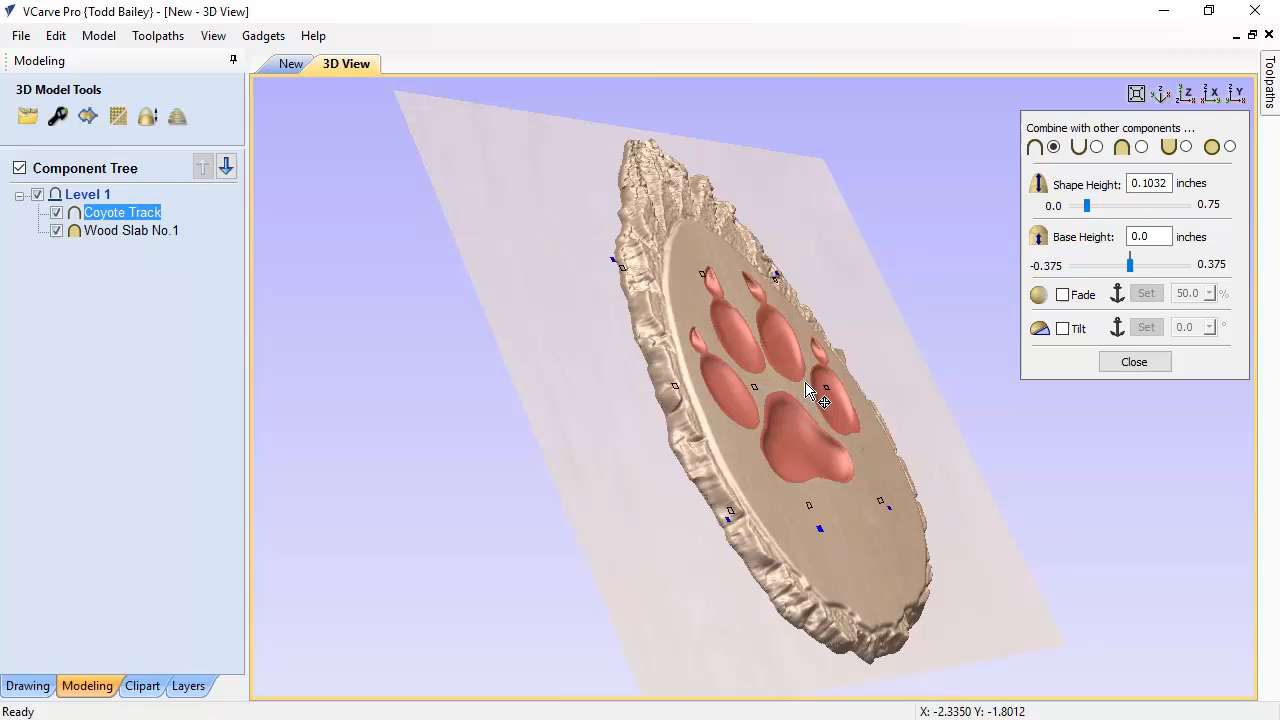 VCarve Pro {Todd Bailey} - [New - 3D View]
File Edit Model Toolpaths View Gadgets Help
Modeling
New 3D View
3D Model Tools
Z X Y
Toolpaths
Combine with other components ...
Component Tree
Level 1
Shape Height: 0.1032 inches
0.0 0.75
Coyote Track
Wood Slab No.1
Base Height: 0.0 inches
-0.375 0.375
Fade Set 50.0 %
Tilt Set 0.0 °
Close
Drawing Modeling Clipart Layers
Ready X: -2.3350 Y: -1.8012